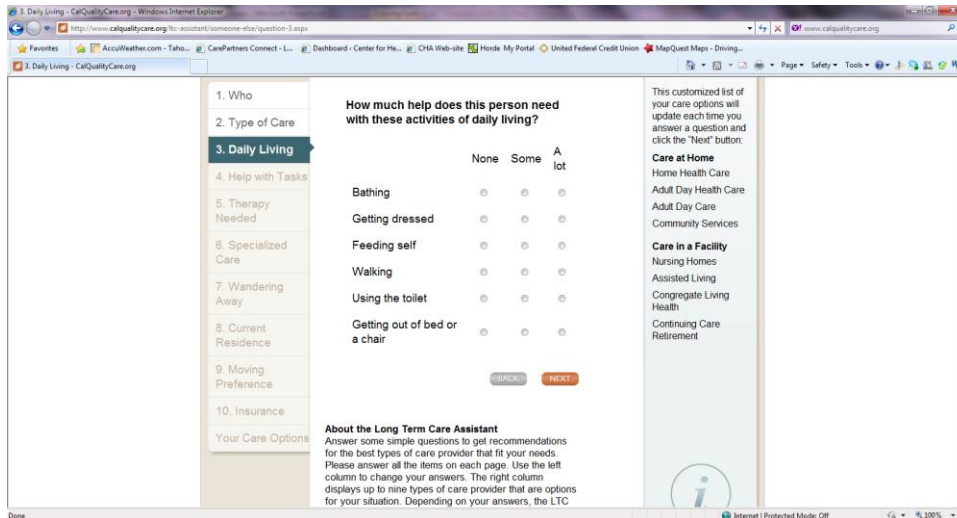 3. Daily Living - CalQualityCare.org - Windows Internet Explorer
http://www.calqualitycare.org/ltc-assistant/someone-else/question-3.aspx
www.calqualitycare.org
Favorites AccuWeather.com - Taho... CarePartners Connect - L... Dashboard - Center for He... CHA Web-site Horde My Portal United Federal Credit Union MapQuest Maps - Driving...
3. Daily Living - CalQualityCare.org
Page Safety Tools
1. Who
2. Type of Care
3. Daily Living
4. Help with Tasks
5. Therapy
Needed
6. Specialized
Care
7. Wandering
Away
8. Current
Residence
9. Moving
Preference
10. Insurance
Your Care Options
How much help does this person need
with these activities of daily living?
None Some A
lot
Bathing
Getting dressed
Feeding self
Walking
Using the toilet
Getting out of bed or
a chair
BACK NEXT
About the Long Term Care Assistant
Answer some simple questions to get recommendations
for the best types of care provider that fit your needs.
Please answer all the items on each page. Use the left
column to change your answers. The right column
displays up to nine types of care provider that are options
for your situation. Depending on your answers, the LTC
This customized list of
your care options will
update each time you
answer a question and
click the "Next" button:
Care at Home
Home Health Care
Adult Day Health Care
Adult Day Care
Community Services
Care in a Facility
Nursing Homes
Assisted Living
Congregate Living
Health
Continuing Care
Retirement
i
Done
Internet | Protected Mode: Off
100%